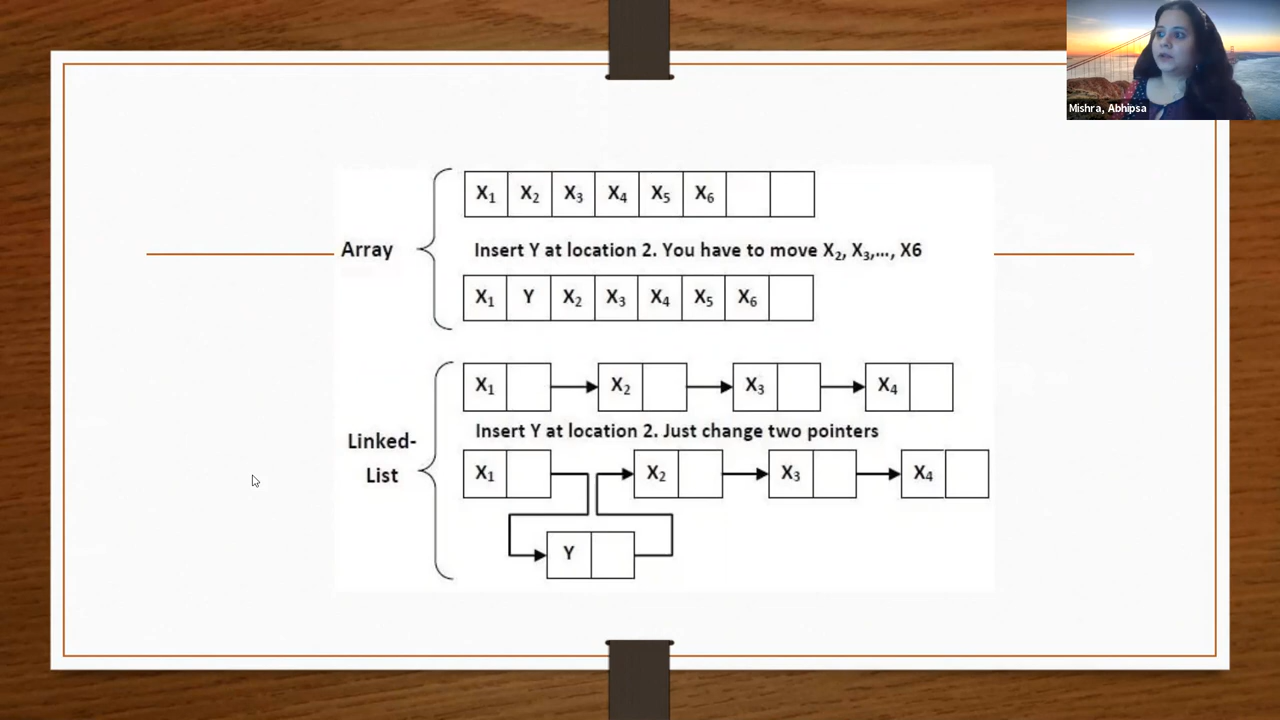 Mishra, Abhipsa
X₁ X₂ X₃ X₄ X₅ X₆
Array
Insert Y at location 2. You have to move X₂, X₃,..., X6
X₁ Y X₂ X₃ X₄ X₅ X₆
X₁ X₂ X₃ X₄
Linked-
List
Insert Y at location 2. Just change two pointers
X₁ X₂ X₃ X₄
Y